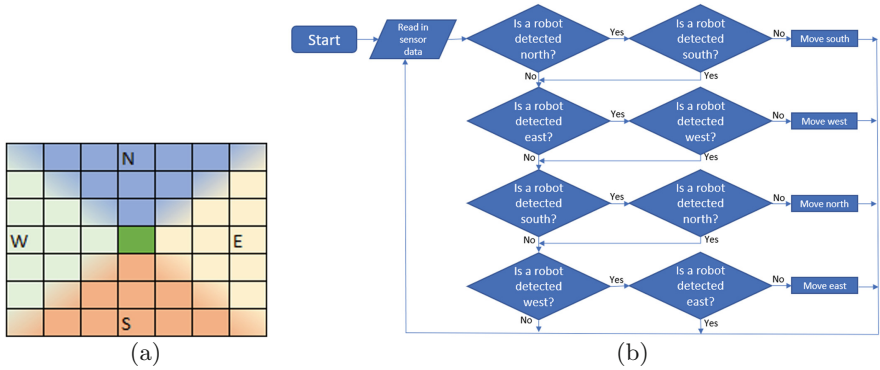 N
W
E
S
(a)
Start
Read in
sensor
data
Is a robot
detected
north?
Yes
Is a robot
detected
south?
No
Move south
No
Yes
Is a robot
detected
east?
Yes
Is a robot
detected
west?
No
Move west
No
Yes
Is a robot
detected
south?
Yes
Is a robot
detected
north?
No
Move north
No
Yes
Is a robot
detected
west?
Yes
Is a robot
detected
east?
No
Move east
No
Yes
(b)